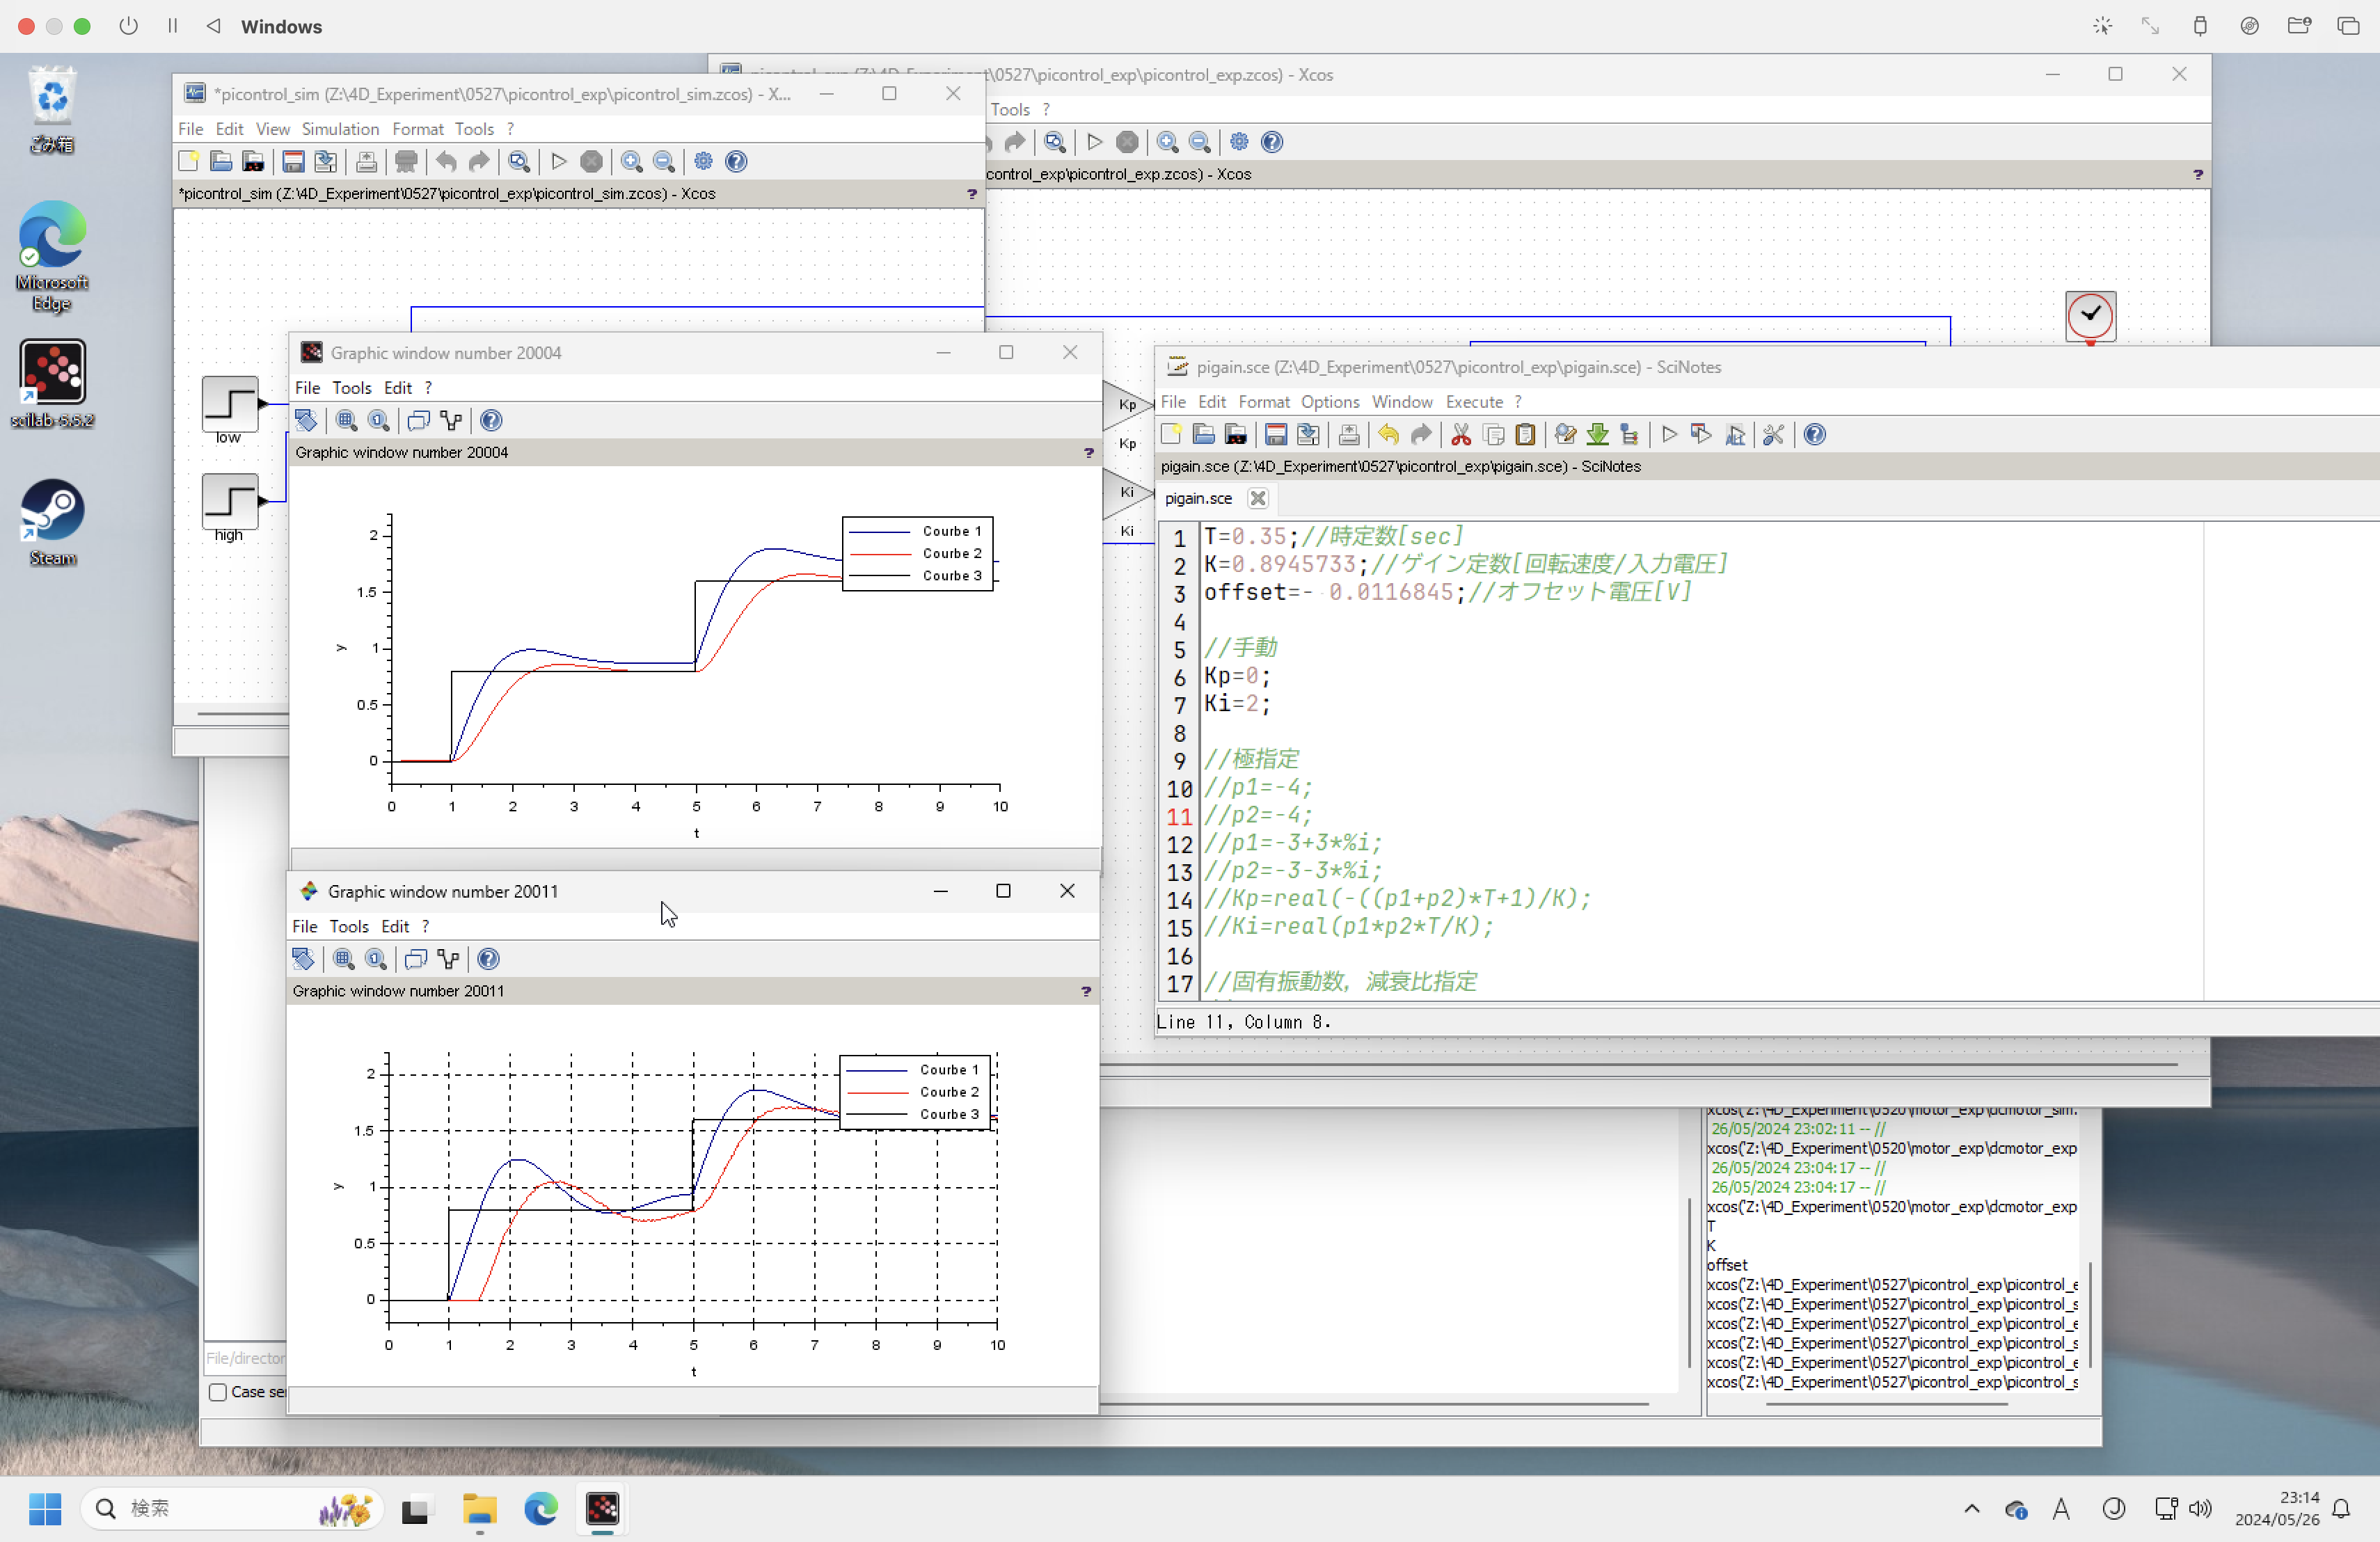 Windows
ごみ箱
Microsoft Edge
scilab-5.5.2
Steam
picontrol_exp (Z:\4D_Experiment\0527\picontrol_exp\picontrol_exp.zcos) - Xcos
Tools ?
control_exp\picontrol_exp.zcos) - Xcos ?
*picontrol_sim (Z:\4D_Experiment\0527\picontrol_exp\picontrol_sim.zcos) - X...
File Edit View Simulation Format Tools ?
*picontrol_sim (Z:\4D_Experiment\0527\picontrol_exp\picontrol_sim.zcos) - Xcos ?
low
high
Kp
Kp
Ki
Ki
Graphic window number 20004
File Tools Edit ?
Graphic window number 20004 ?
Courbe 1
Courbe 2
Courbe 3
2
1.5
1
0.5
0
y
0 1 2 3 4 5 6 7 8 9 10
t
Graphic window number 20011
File Tools Edit ?
Graphic window number 20011 ?
Courbe 1
Courbe 2
Courbe 3
2
1.5
1
0.5
0
y
0 1 2 3 4 5 6 7 8 9 10
t
pigain.sce (Z:\4D_Experiment\0527\picontrol_exp\pigain.sce) - SciNotes
File Edit Format Options Window Execute ?
pigain.sce (Z:\4D_Experiment\0527\picontrol_exp\pigain.sce) - SciNotes
pigain.sce
1 T=0.35;//時定数[sec]
2 K=0.8945733;//ゲイン定数[回転速度/入力電圧]
3 offset=- 0.0116845;//オフセット電圧[V]
4
5 //手動
6 Kp=0;
7 Ki=2;
8
9 //極指定
10 //p1=-4;
11 //p2=-4;
12 //p1=-3+3*%i;
13 //p2=-3-3*%i;
14 //Kp=real(-((p1+p2)*T+1)/K);
15 //Ki=real(p1*p2*T/K);
16
17 //固有振動数，減衰比指定
Line 11, Column 8.
File/director
Case se
xcos('Z:\4D_Experiment\0520\motor_exp\dcmotor_sim.
26/05/2024 23:02:11 -- //
xcos('Z:\4D_Experiment\0520\motor_exp\dcmotor_exp
26/05/2024 23:04:17 -- //
26/05/2024 23:04:17 -- //
xcos('Z:\4D_Experiment\0520\motor_exp\dcmotor_exp
T
K
offset
xcos('Z:\4D_Experiment\0527\picontrol_exp\picontrol_e
xcos('Z:\4D_Experiment\0527\picontrol_exp\picontrol_s
xcos('Z:\4D_Experiment\0527\picontrol_exp\picontrol_e
xcos('Z:\4D_Experiment\0527\picontrol_exp\picontrol_s
xcos('Z:\4D_Experiment\0527\picontrol_exp\picontrol_e
xcos('Z:\4D_Experiment\0527\picontrol_exp\picontrol_s
検索
A
23:14
2024/05/26